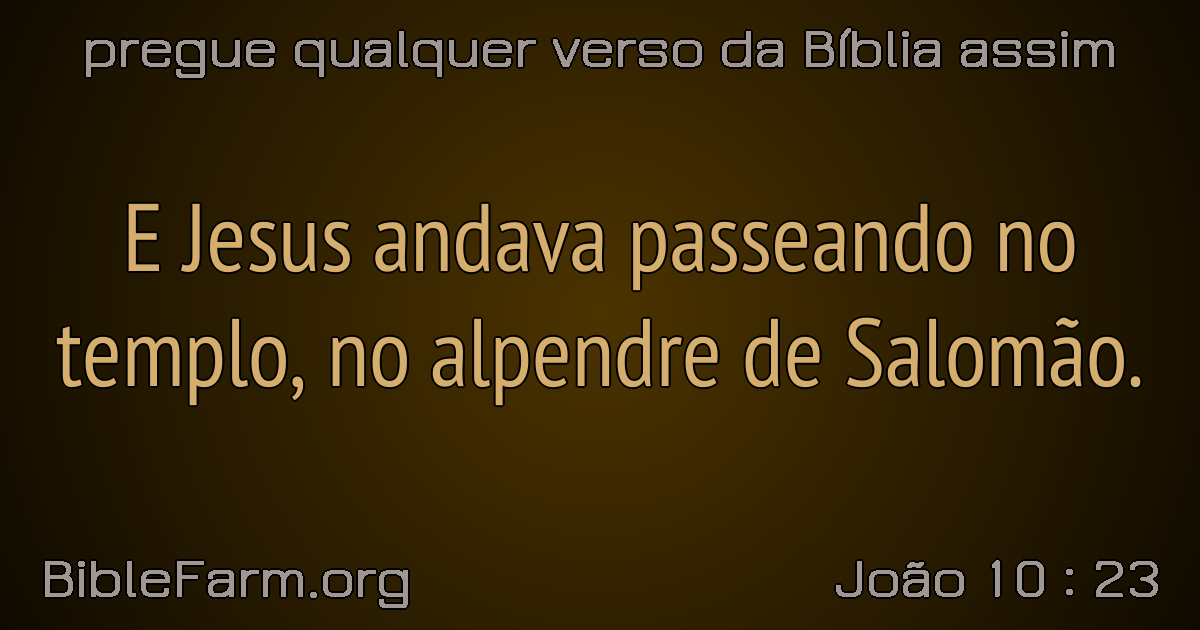 pregue qualquer verso da Bíblia assim
E Jesus andava passeando no
templo, no alpendre de Salomão.
BibleFarm.org
João 10 : 23